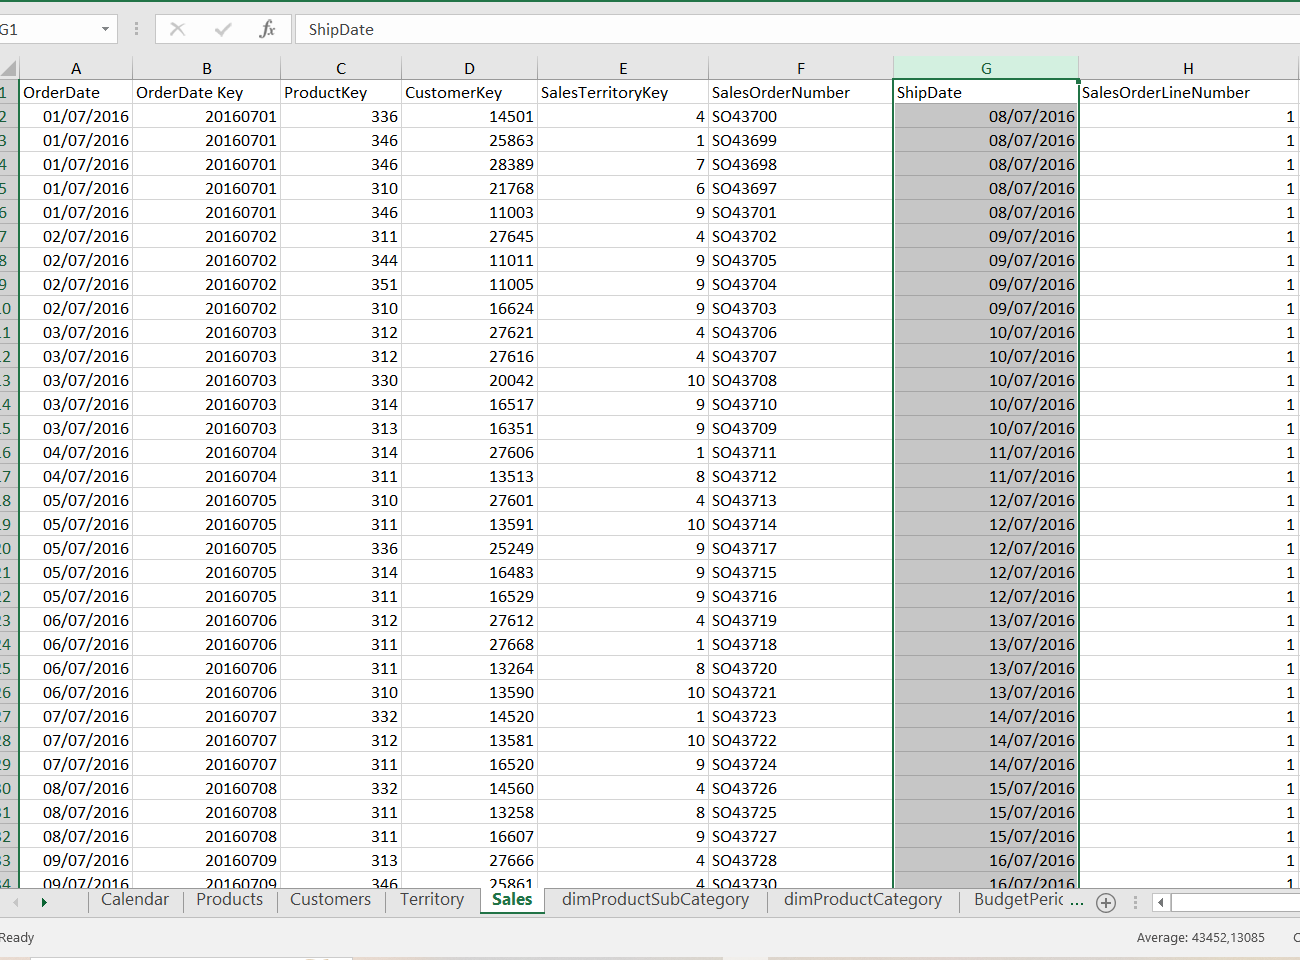 G1 fx ShipDate
A B C D E F G H
1 OrderDate OrderDate Key ProductKey CustomerKey SalesTerritoryKey SalesOrderNumber ShipDate SalesOrderLineNumber
2 01/07/2016 20160701 336 14501 4 SO43700 08/07/2016 1
3 01/07/2016 20160701 346 25863 1 SO43699 08/07/2016 1
4 01/07/2016 20160701 346 28389 7 SO43698 08/07/2016 1
5 01/07/2016 20160701 310 21768 6 SO43697 08/07/2016 1
6 01/07/2016 20160701 346 11003 9 SO43701 08/07/2016 1
7 02/07/2016 20160702 311 27645 4 SO43702 09/07/2016 1
8 02/07/2016 20160702 344 11011 9 SO43705 09/07/2016 1
9 02/07/2016 20160702 351 11005 9 SO43704 09/07/2016 1
0 02/07/2016 20160702 310 16624 9 SO43703 09/07/2016 1
1 03/07/2016 20160703 312 27621 4 SO43706 10/07/2016 1
2 03/07/2016 20160703 312 27616 4 SO43707 10/07/2016 1
3 03/07/2016 20160703 330 20042 10 SO43708 10/07/2016 1
4 03/07/2016 20160703 314 16517 9 SO43710 10/07/2016 1
5 03/07/2016 20160703 313 16351 9 SO43709 10/07/2016 1
6 04/07/2016 20160704 314 27606 1 SO43711 11/07/2016 1
7 04/07/2016 20160704 311 13513 8 SO43712 11/07/2016 1
8 05/07/2016 20160705 310 27601 4 SO43713 12/07/2016 1
9 05/07/2016 20160705 311 13591 10 SO43714 12/07/2016 1
20 05/07/2016 20160705 336 25249 9 SO43717 12/07/2016 1
21 05/07/2016 20160705 314 16483 9 SO43715 12/07/2016 1
22 05/07/2016 20160705 311 16529 9 SO43716 12/07/2016 1
23 06/07/2016 20160706 312 27612 4 SO43719 13/07/2016 1
24 06/07/2016 20160706 311 27668 1 SO43718 13/07/2016 1
25 06/07/2016 20160706 311 13264 8 SO43720 13/07/2016 1
26 06/07/2016 20160706 310 13590 10 SO43721 13/07/2016 1
27 07/07/2016 20160707 332 14520 1 SO43723 14/07/2016 1
28 07/07/2016 20160707 312 13581 10 SO43722 14/07/2016 1
29 07/07/2016 20160707 311 16520 9 SO43724 14/07/2016 1
30 08/07/2016 20160708 332 14560 4 SO43726 15/07/2016 1
31 08/07/2016 20160708 311 13258 8 SO43725 15/07/2016 1
32 08/07/2016 20160708 311 16607 9 SO43727 15/07/2016 1
33 09/07/2016 20160709 313 27666 4 SO43728 16/07/2016 1
34 09/07/2016 20160709 346 25861 4 SO43730 16/07/2016 1
Calendar Products Customers Territory Sales dimProductSubCategory dimProductCategory BudgetPeric ...
Ready Average: 43452,13085